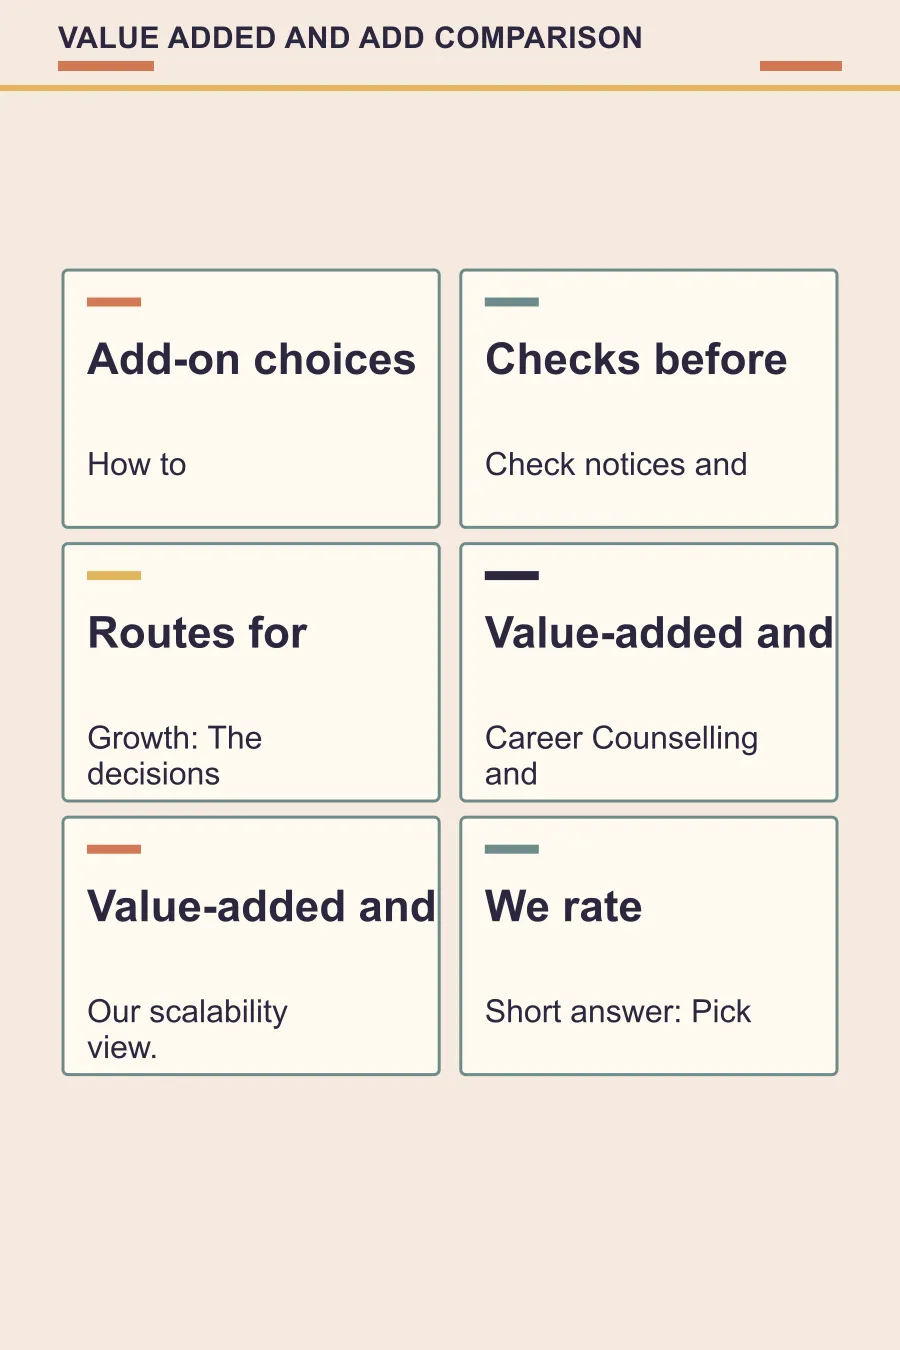 VALUE ADDED AND ADD COMPARISON
Add-on choices
How to
Checks before
Check notices and
Routes for
Growth: The
decisions
Value-added and
Career Counselling
and
Value-added and
Our scalability
view.
We rate
Short answer: Pick